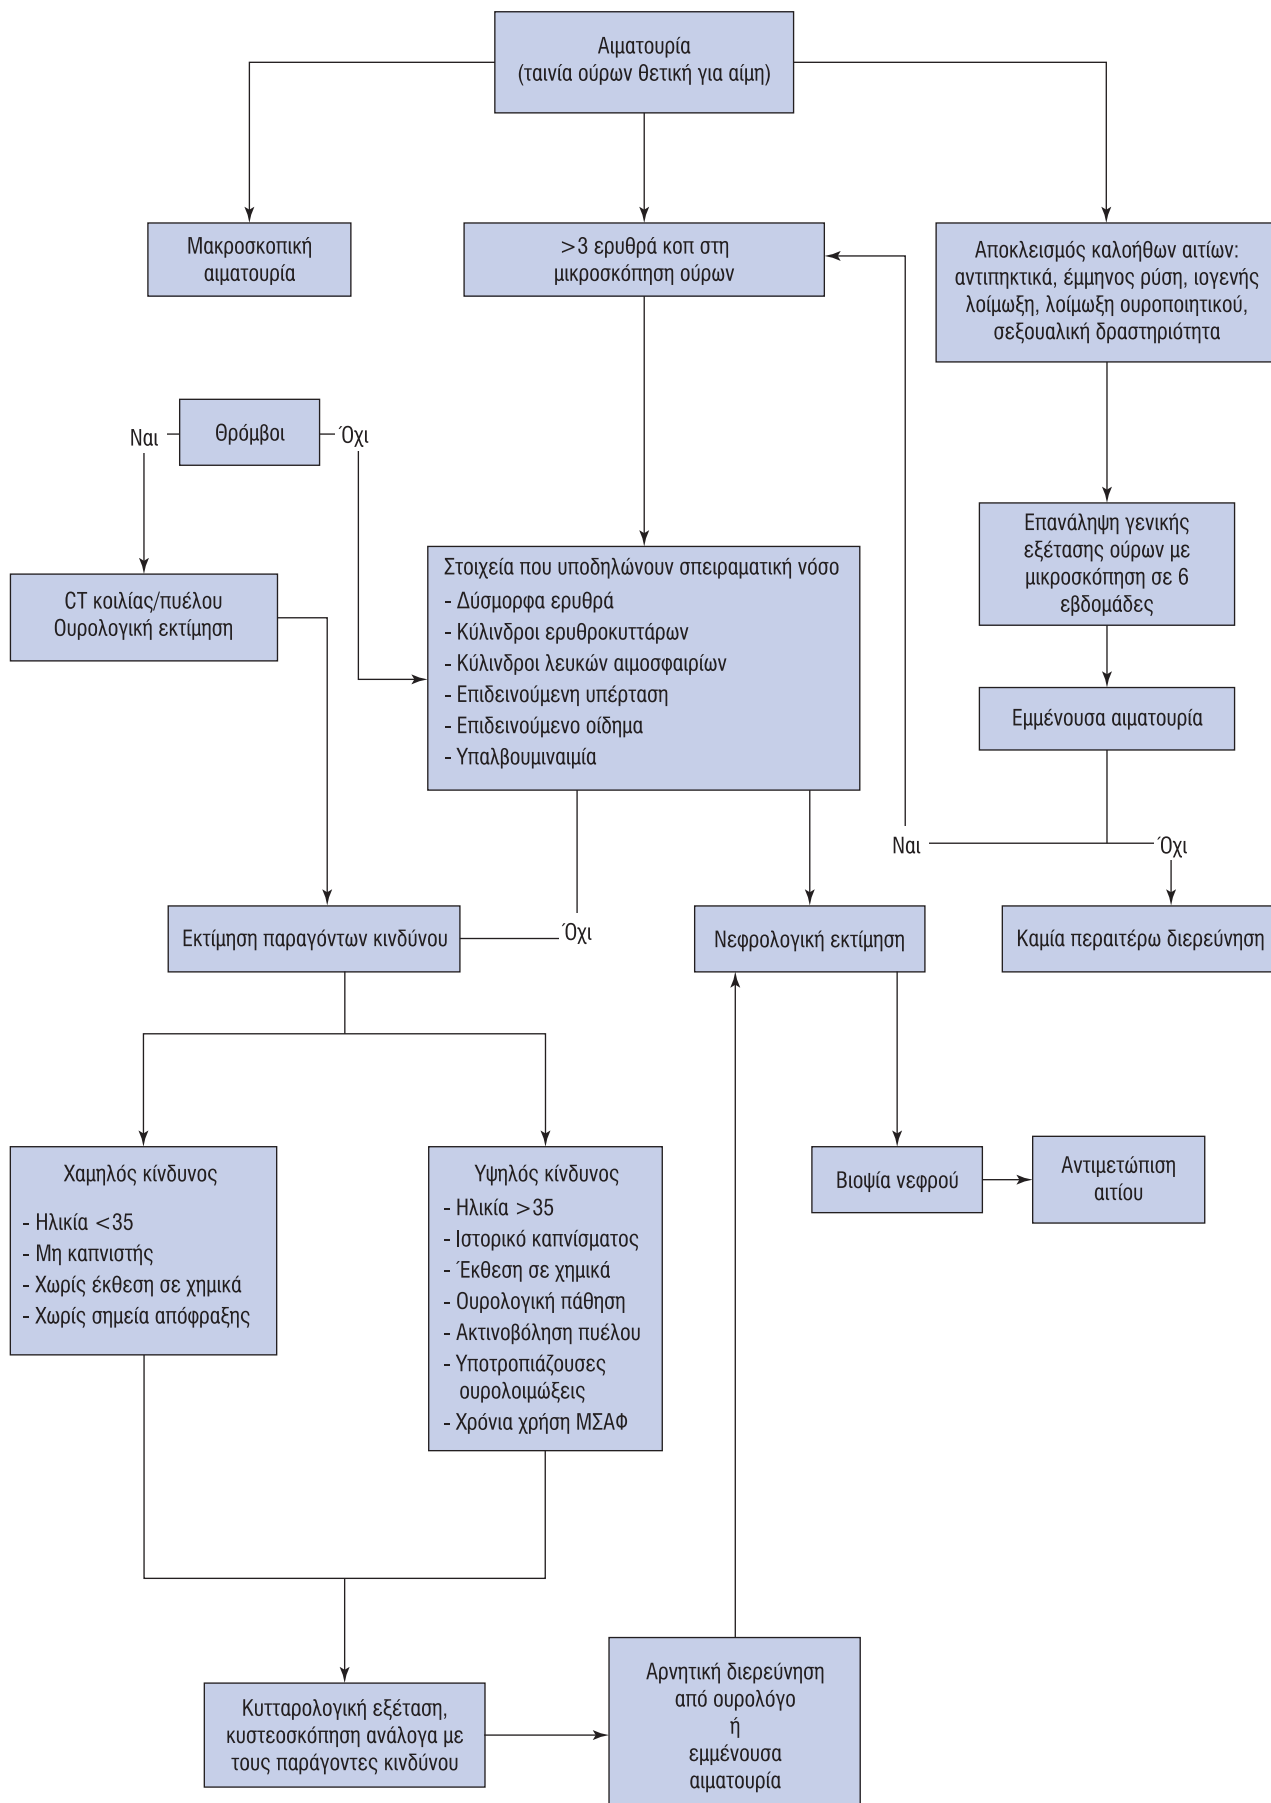 Αιματουρία
(ταινία ούρων θετική για αίμη)
Μακροσκοπική
αιματουρία
>3 ερυθρά κοπ στη
μικροσκόπηση ούρων
Αποκλεισμός καλοήθων αιτίων:
αντιπηκτικά, έμμηνος ρύση, ιογενής
λοίμωξη, λοίμωξη ουροποιητικού,
σεξουαλική δραστηριότητα
Ναι
Θρόμβοι
Όχι
Επανάληψη γενικής
εξέτασης ούρων με
μικροσκόπηση σε 6
εβδομάδες
CT κοιλίας/πυέλου
Ουρολογική εκτίμηση
Στοιχεία που υποδηλώνουν σπειραματική νόσο
- Δύσμορφα ερυθρά
- Κύλινδροι ερυθροκυττάρων
- Κύλινδροι λευκών αιμοσφαιρίων
- Επιδεινούμενη υπέρταση
- Επιδεινούμενο οίδημα
- Υπαλβουμιναιμία
Εμμένουσα αιματουρία
Ναι
Όχι
Εκτίμηση παραγόντων κινδύνου
Όχι
Νεφρολογική εκτίμηση
Καμία περαιτέρω διερεύνηση
Χαμηλός κίνδυνος
- Ηλικία <35
- Μη καπνιστής
- Χωρίς έκθεση σε χημικά
- Χωρίς σημεία απόφραξης
Υψηλός κίνδυνος
- Ηλικία >35
- Ιστορικό καπνίσματος
- Έκθεση σε χημικά
- Ουρολογική πάθηση
- Ακτινοβόληση πυέλου
- Υποτροπιάζουσες
ουρολοιμώξεις
- Χρόνια χρήση ΜΣΑΦ
Βιοψία νεφρού
Αντιμετώπιση
αιτίου
Κυτταρολογική εξέταση,
κυστεοσκόπηση ανάλογα με
τους παράγοντες κινδύνου
Αρνητική διερεύνηση
από ουρολόγο
ή
εμμένουσα
αιματουρία